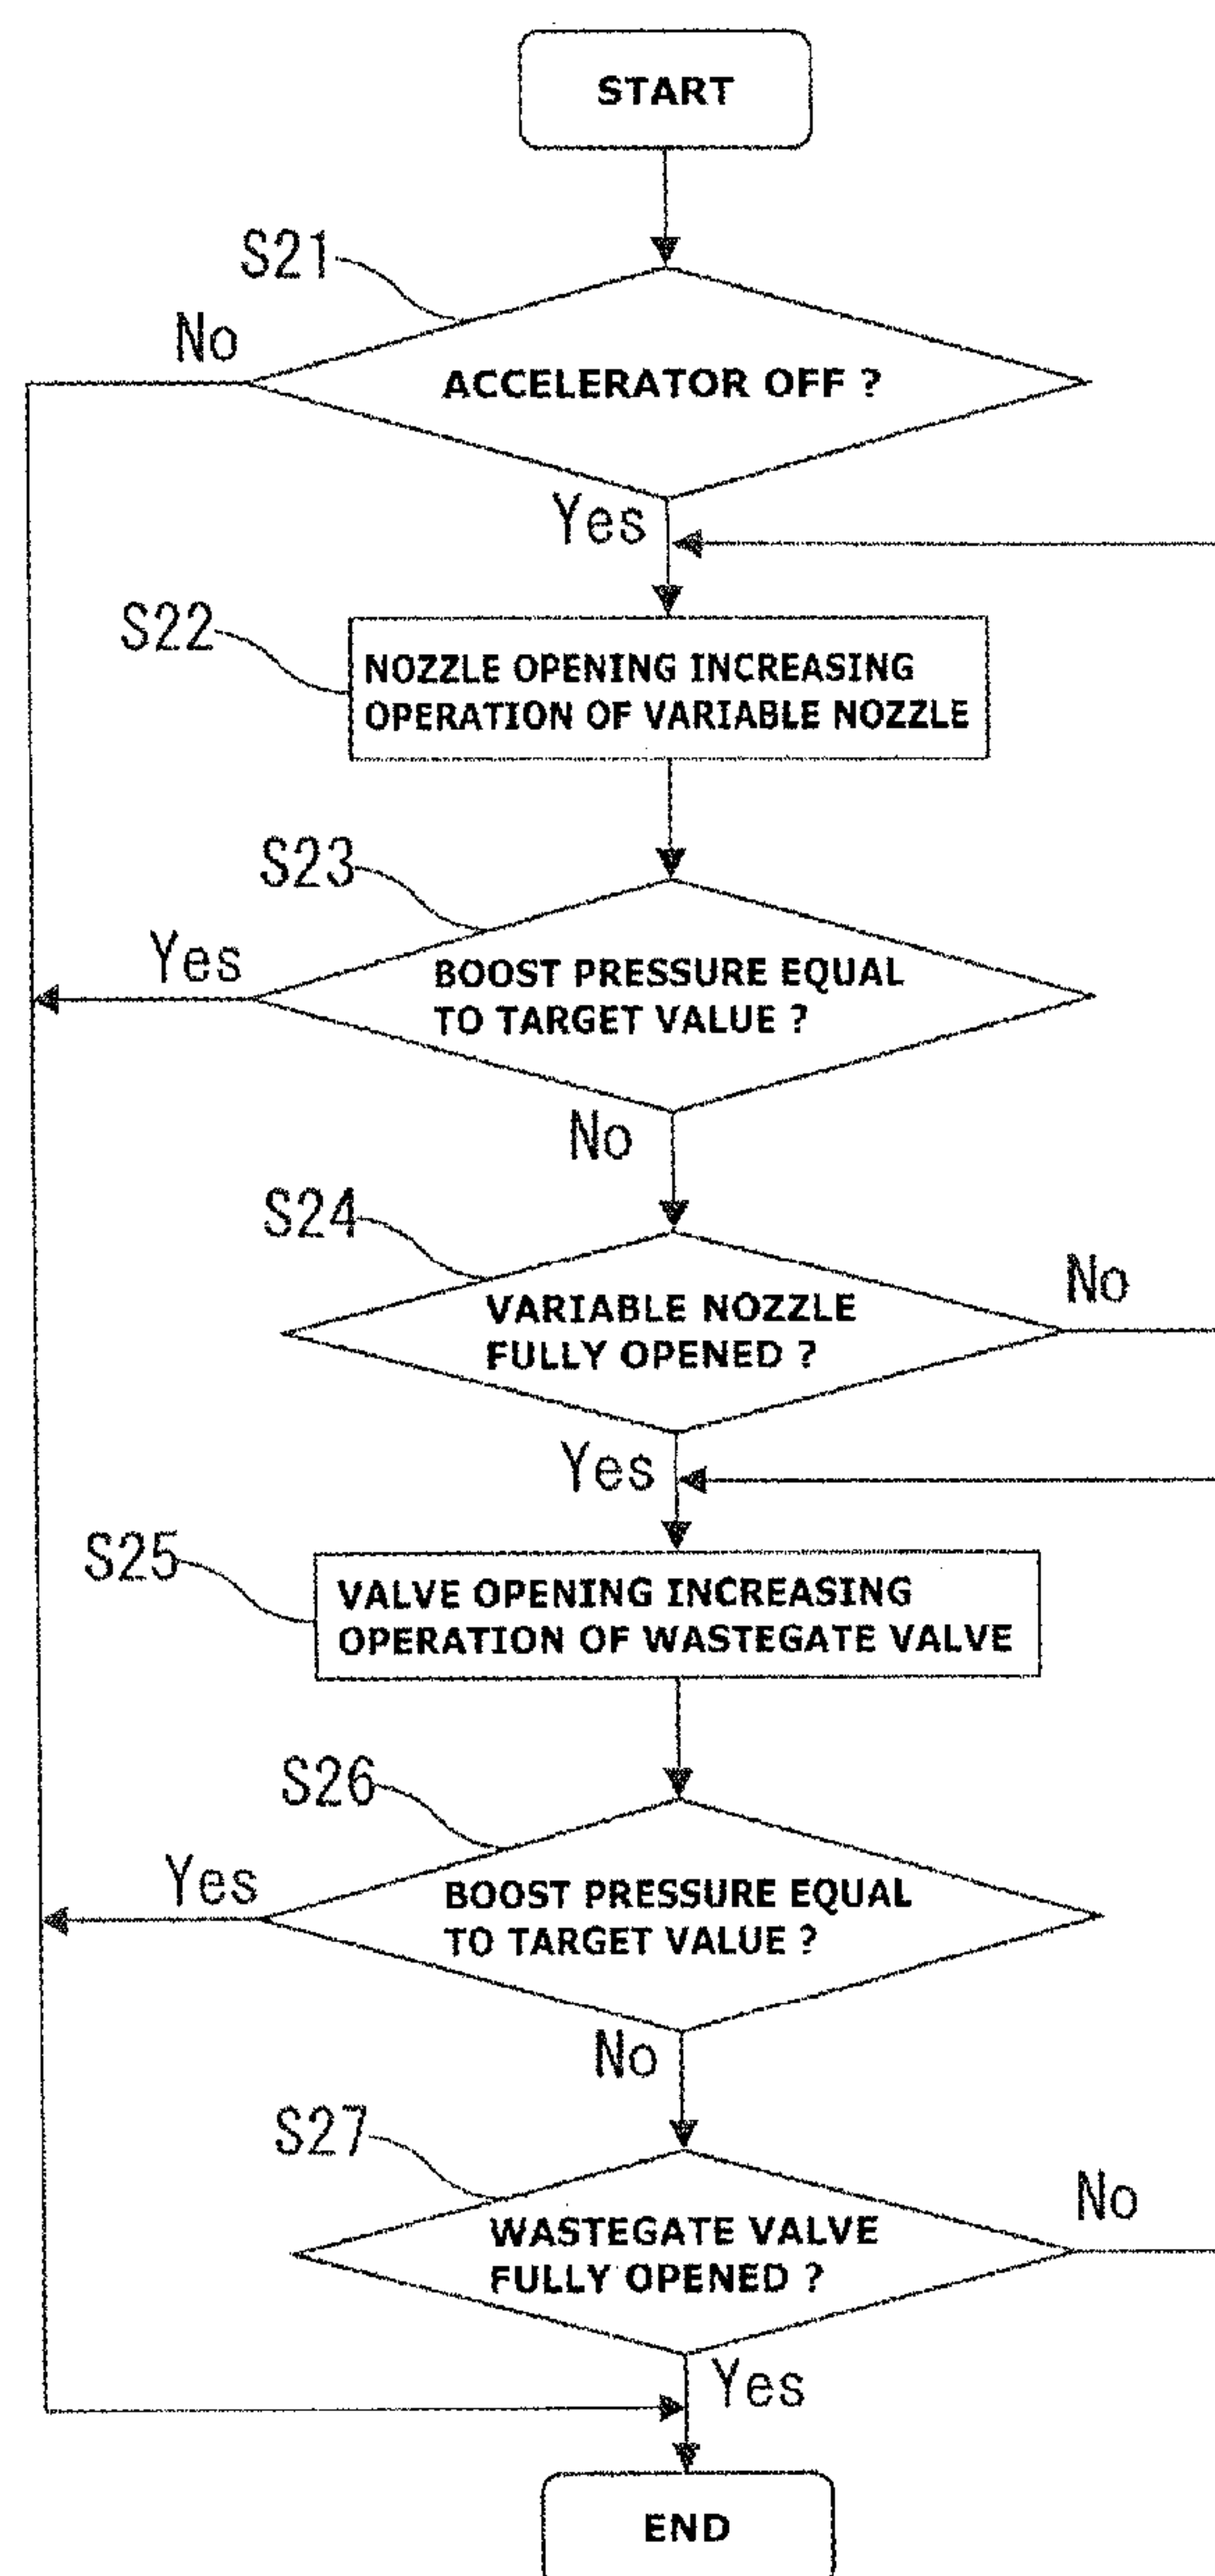 START
S21
No
ACCELERATOR OFF ?
Yes
S22
NOZZLE OPENING INCREASING
OPERATION OF VARIABLE NOZZLE
S23
Yes
BOOST PRESSURE EQUAL
TO TARGET VALUE ?
No
S24
No
VARIABLE NOZZLE
FULLY OPENED ?
Yes
S25
VALVE OPENING INCREASING
OPERATION OF WASTEGATE VALVE
S26
Yes
BOOST PRESSURE EQUAL
TO TARGET VALUE ?
No
S27
No
WASTEGATE VALVE
FULLY OPENED ?
Yes
END